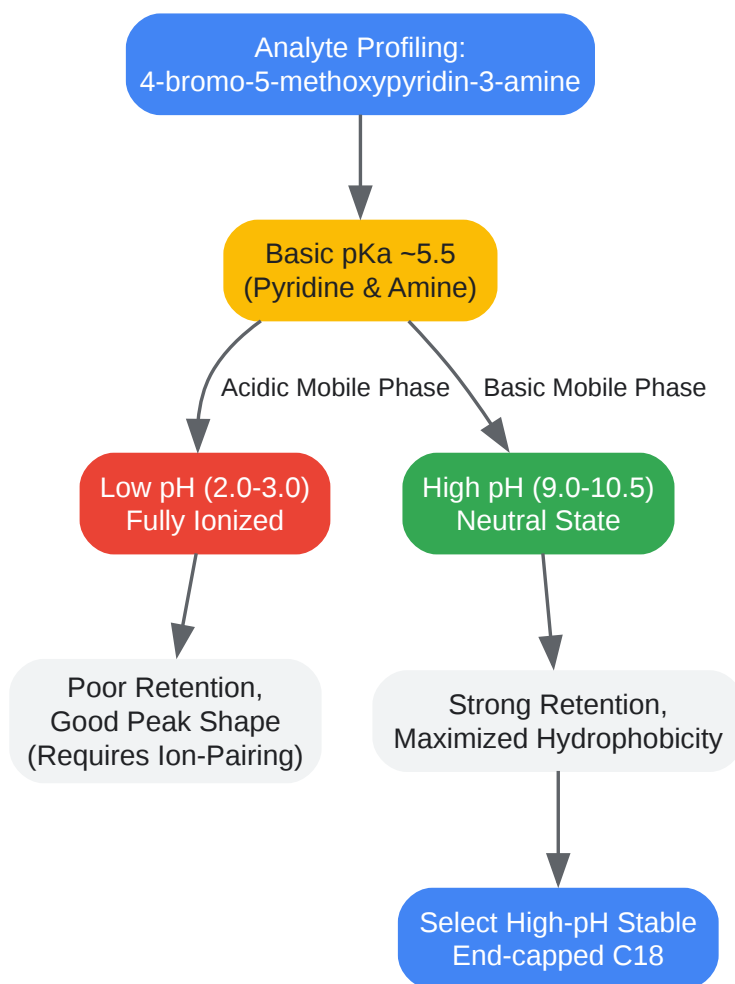 Analyte Profiling:
4-bromo-5-methoxypyridin-3-amine
Basic pKa ~5.5
(Pyridine & Amine)
Acidic Mobile Phase
Basic Mobile Phase
Low pH (2.0-3.0)
Fully Ionized
High pH (9.0-10.5)
Neutral State
Poor Retention,
Good Peak Shape
(Requires Ion-Pairing)
Strong Retention,
Maximized Hydrophobicity
Select High-pH Stable
End-capped C18